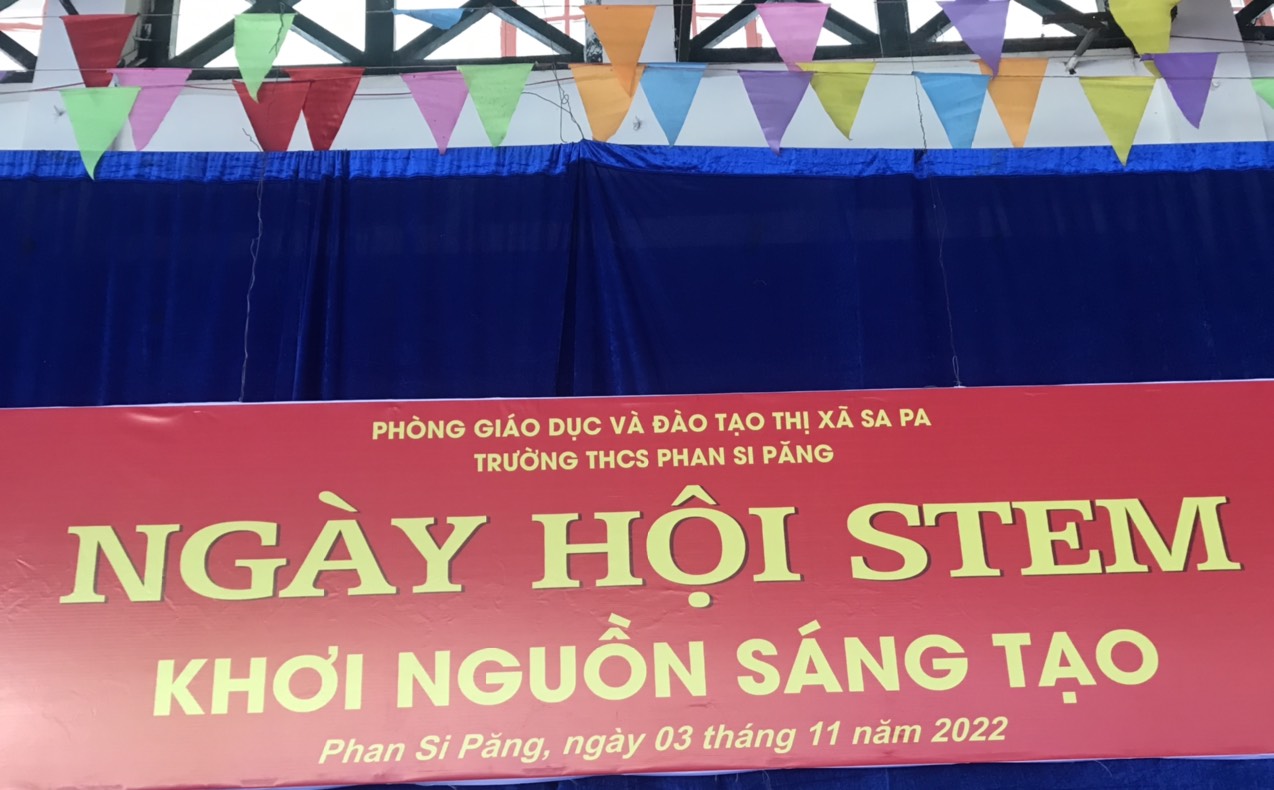 PHÒNG GIÁO DỤC VÀ ĐÀO TẠO THỊ XÃ SA PA
TRƯỜNG THCS PHAN SI PĂNG
NGÀY HỘI STEM
KHƠI NGUỒN SÁNG TẠO
Phan Si Păng, ngày 03 tháng 11 năm 2022